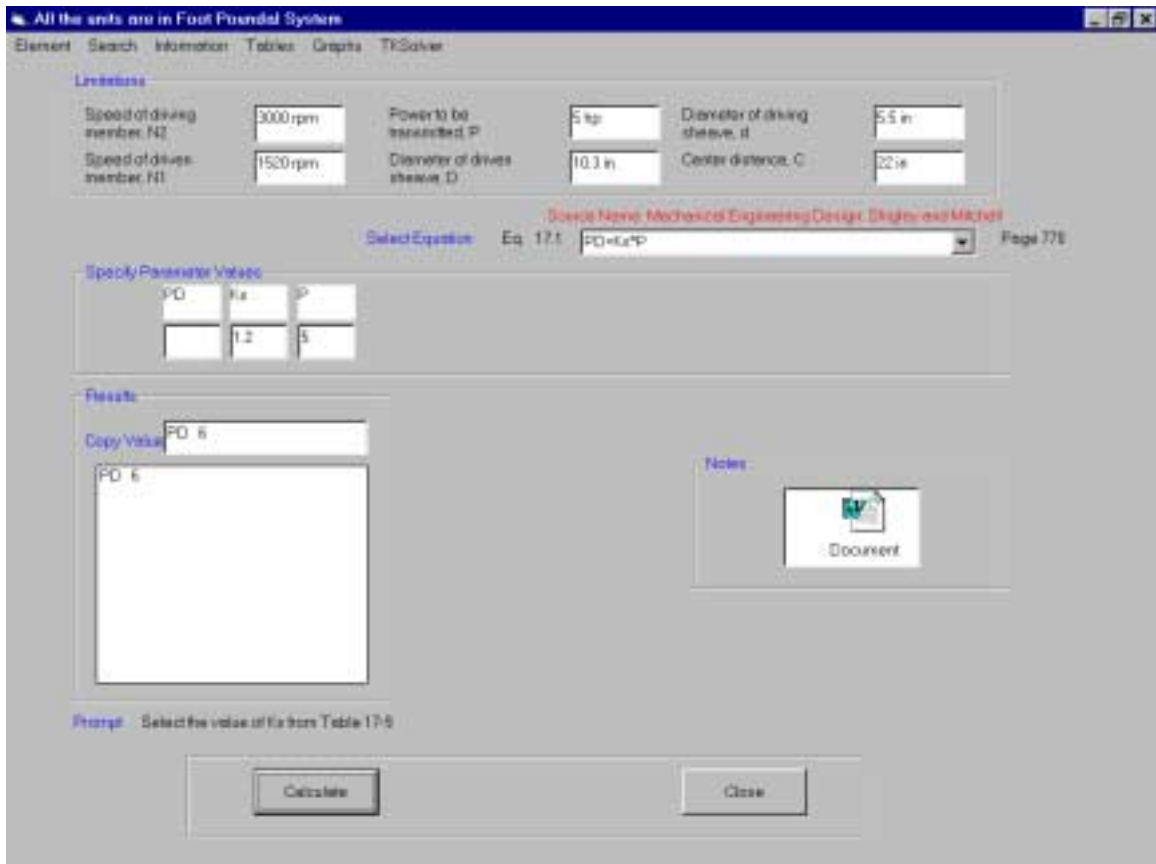 All the units are in Foot Poundal System
Element Search Information Tables Graphs TKSolver
Limitations
Speed of driving member, N2
3000 rpm
Power to be transmitted, P
5 hp
Diameter of driving sheave, d
5.5 in
Speed of driven member, N1
1520 rpm
Diameter of driven sheave, D
10.3 in
Center distance, C
22 in
Source Name: Mechanical Engineering Design: Shigley and Mitchell
Select Equation Eq. 17.1 PD=Ks*P Page 778
Specify Parameter Values
PD Ks P
1.2 5
Results
Copy Value PD 6
PD 6
Notes
Document
Prompt Select the value of Ks from Table
Calculate Close